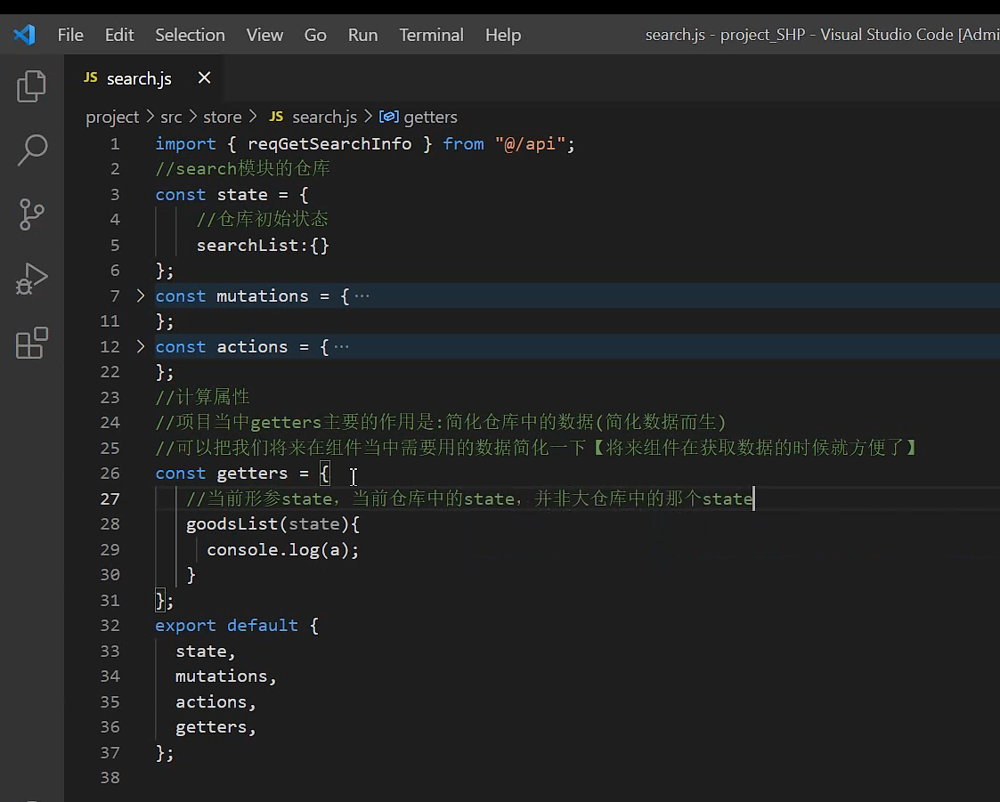 File Edit Selection View Go Run Terminal Help search.js - project_SHP - Visual Studio Code [Admi
JS search.js ×
project > src > store > JS search.js > getters
1 import { reqGetSearchInfo } from "@/api";
2 //search模块的仓库
3 const state = {
4 //仓库初始状态
5 searchList:{}
6 };
7 > const mutations = {···
11 };
12 > const actions = {···
22 };
23 //计算属性
24 //项目当中getters主要的作用是:简化仓库中的数据(简化数据而生)
25 //可以把我们将来在组件当中需要用的数据简化一下【将来组件在获取数据的时候就方便了】
26 const getters = {
27 //当前形参state，当前仓库中的state，并非大仓库中的那个state
28 goodsList(state){
29 console.log(a);
30 }
31 };
32 export default {
33 state,
34 mutations,
35 actions,
36 getters,
37 };
38